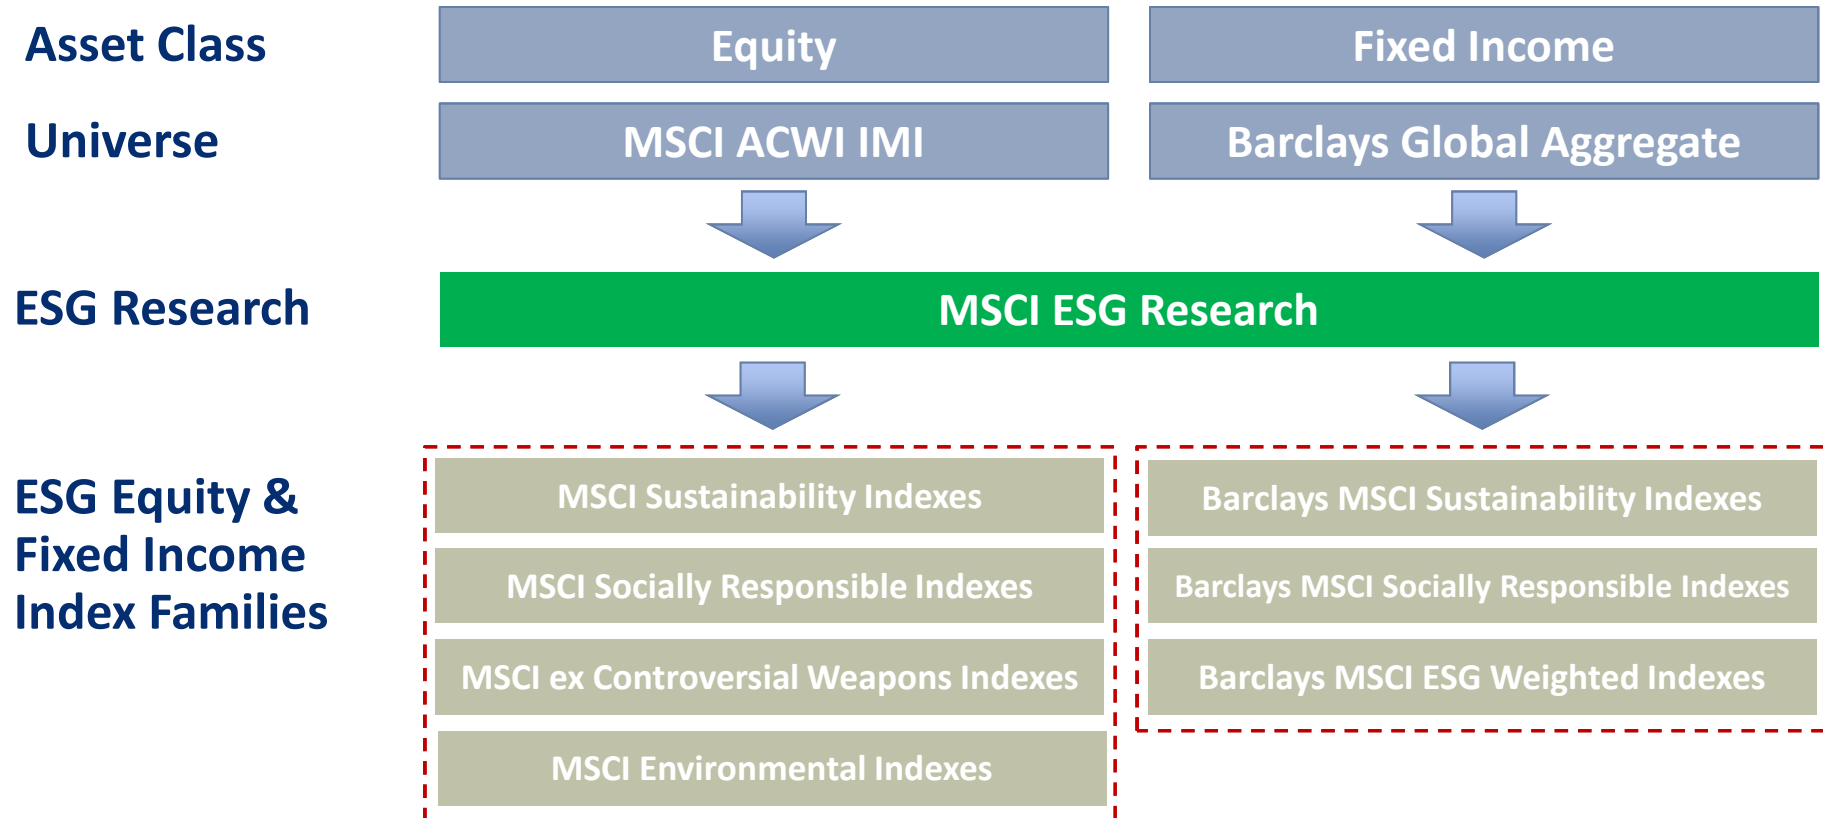 Asset Class
Equity
Fixed Income
Universe
MSCI ACWI IMI
Barclays Global Aggregate
ESG Research
MSCI ESG Research
ESG Equity &
Fixed Income
Index Families
MSCI Sustainability Indexes
MSCI Socially Responsible Indexes
MSCI ex Controversial Weapons Indexes
MSCI Environmental Indexes
Barclays MSCI Sustainability Indexes
Barclays MSCI Socially Responsible Indexes
Barclays MSCI ESG Weighted Indexes